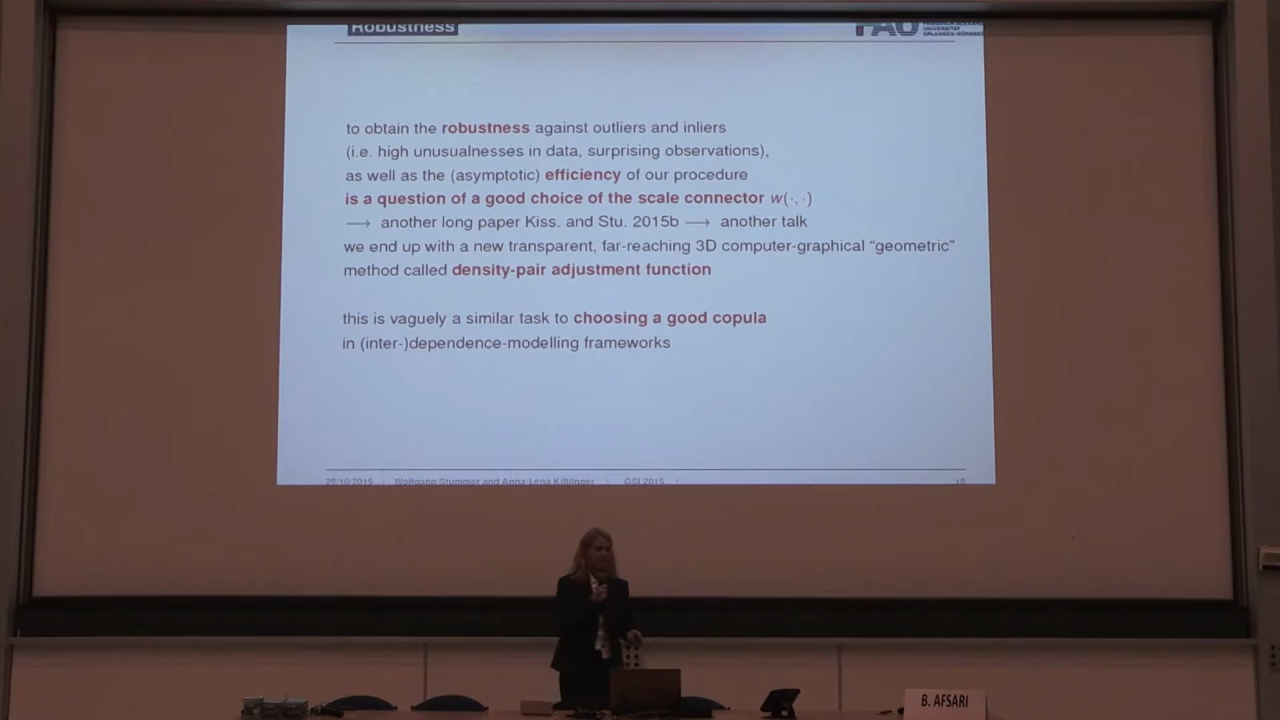 Robustness
FAU
to obtain the robustness against outliers and inliers
(i.e. high unusualnesses in data, surprising observations),
as well as the (asymptotic) efficiency of our procedure
is a question of a good choice of the scale connector w(·,·)
⟶ another long paper Kiss. and Stu. 2015b ⟶ another talk
we end up with a new transparent, far-reaching 3D computer-graphical “geometric”
method called density-pair adjustment function
this is vaguely a similar task to choosing a good copula
in (inter-)dependence-modelling frameworks
29/10/2015 | Wolfgang Stummer and Anna-Lena Kißlinger | GSI 2015 |
B. AFSARI